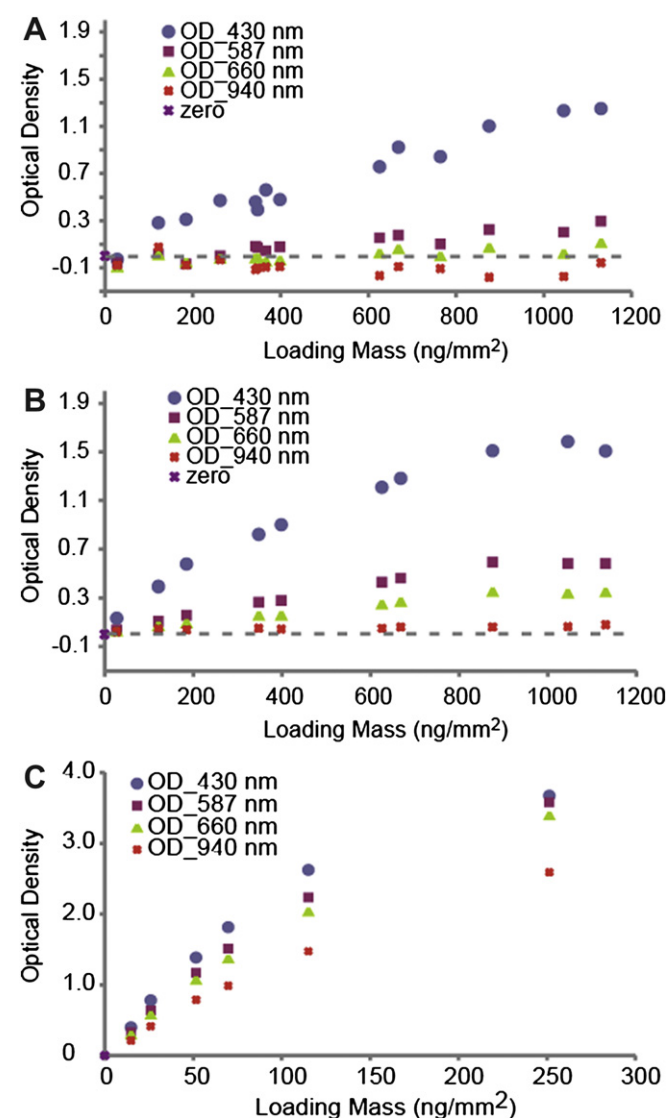 A
1.9
1.5
1.1
0.7
0.3
-0.1
Optical Density
OD_430 nm
OD_587 nm
OD_660 nm
OD_940 nm
zero
0 200 400 600 800 1000 1200
Loading Mass (ng/mm²)
B
1.9
1.5
1.1
0.7
0.3
-0.1
Optical Density
OD_430 nm
OD_587 nm
OD_660 nm
OD_940 nm
zero
0 200 400 600 800 1000 1200
Loading Mass (ng/mm²)
C
4.0
3.0
2.0
1.0
0
Optical Density
OD_430 nm
OD_587 nm
OD_660 nm
OD_940 nm
0 50 100 150 200 250 300
Loading Mass (ng/mm²)